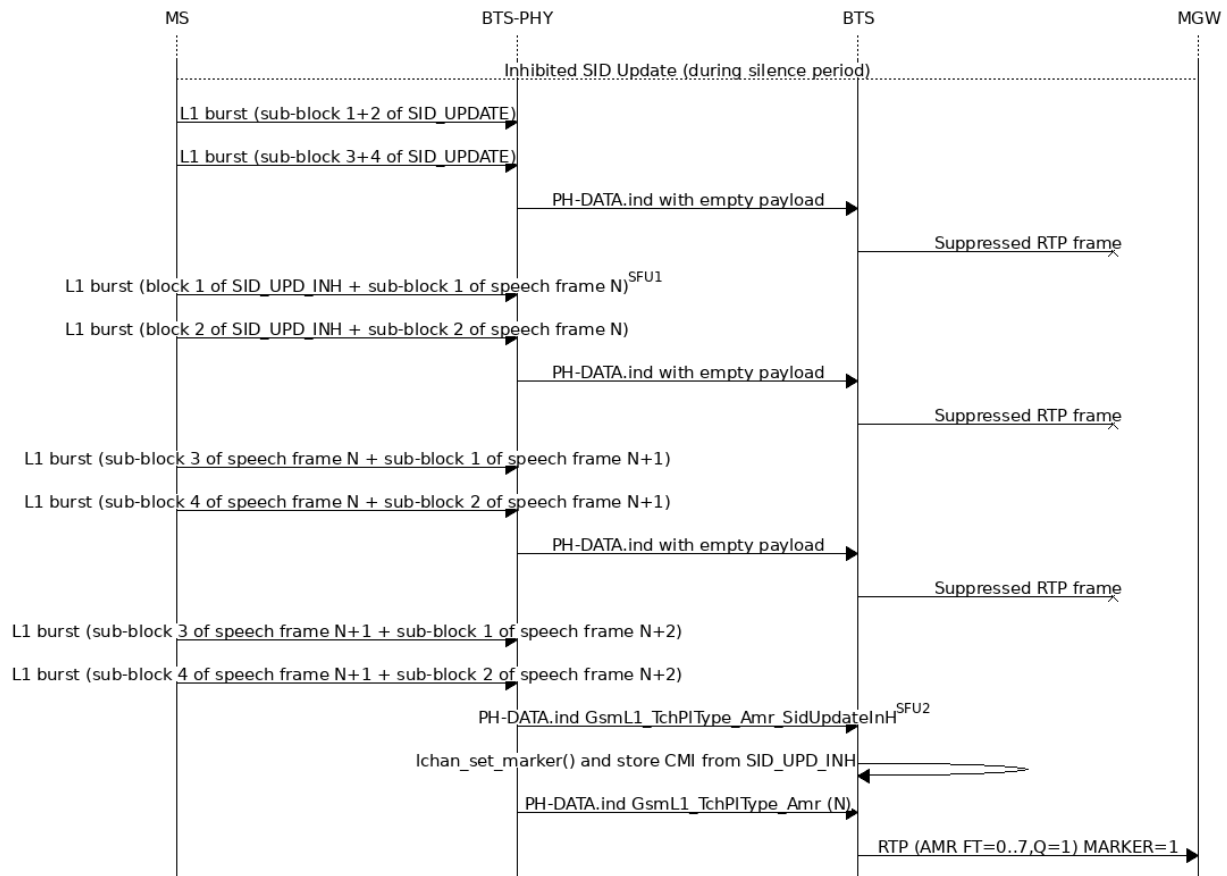 MS BTS-PHY BTS MGW
Inhibited SID Update (during silence period)
L1 burst (sub-block 1+2 of SID_UPDATE)
L1 burst (sub-block 3+4 of SID_UPDATE)
PH-DATA.ind with empty payload
Suppressed RTP frame
L1 burst (block 1 of SID_UPD_INH + sub-block 1 of speech frame N)SFU1
L1 burst (block 2 of SID_UPD_INH + sub-block 2 of speech frame N)
PH-DATA.ind with empty payload
Suppressed RTP frame
L1 burst (sub-block 3 of speech frame N + sub-block 1 of speech frame N+1)
L1 burst (sub-block 4 of speech frame N + sub-block 2 of speech frame N+1)
PH-DATA.ind with empty payload
Suppressed RTP frame
L1 burst (sub-block 3 of speech frame N+1 + sub-block 1 of speech frame N+2)
L1 burst (sub-block 4 of speech frame N+1 + sub-block 2 of speech frame N+2)
PH-DATA.ind GsmL1_TchPlType_Amr_SidUpdateInH SFU2
lchan_set_marker() and store CMI from SID_UPD_INH
PH-DATA.ind GsmL1_TchPlType_Amr (N)
RTP (AMR FT=0..7,Q=1) MARKER=1